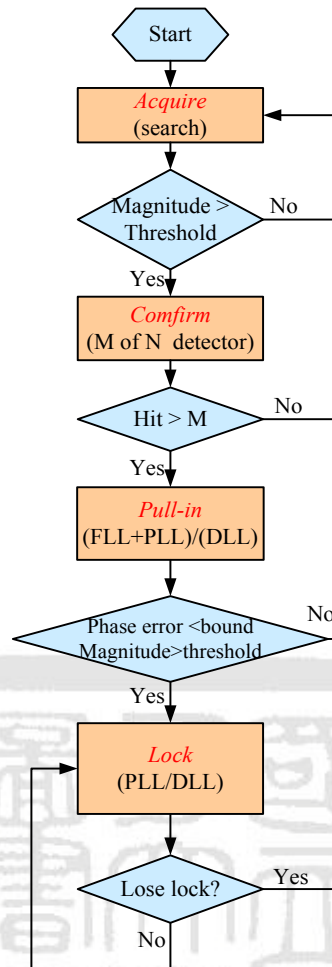 Start
Acquire
(search)
Magnitude >
Threshold
No
Yes
Comfirm
(M of N detector)
Hit > M
No
Yes
Pull-in
(FLL+PLL)/(DLL)
Phase error <bound
Magnitude>threshold
No
Yes
Lock
(PLL/DLL)
Lose lock?
Yes
No